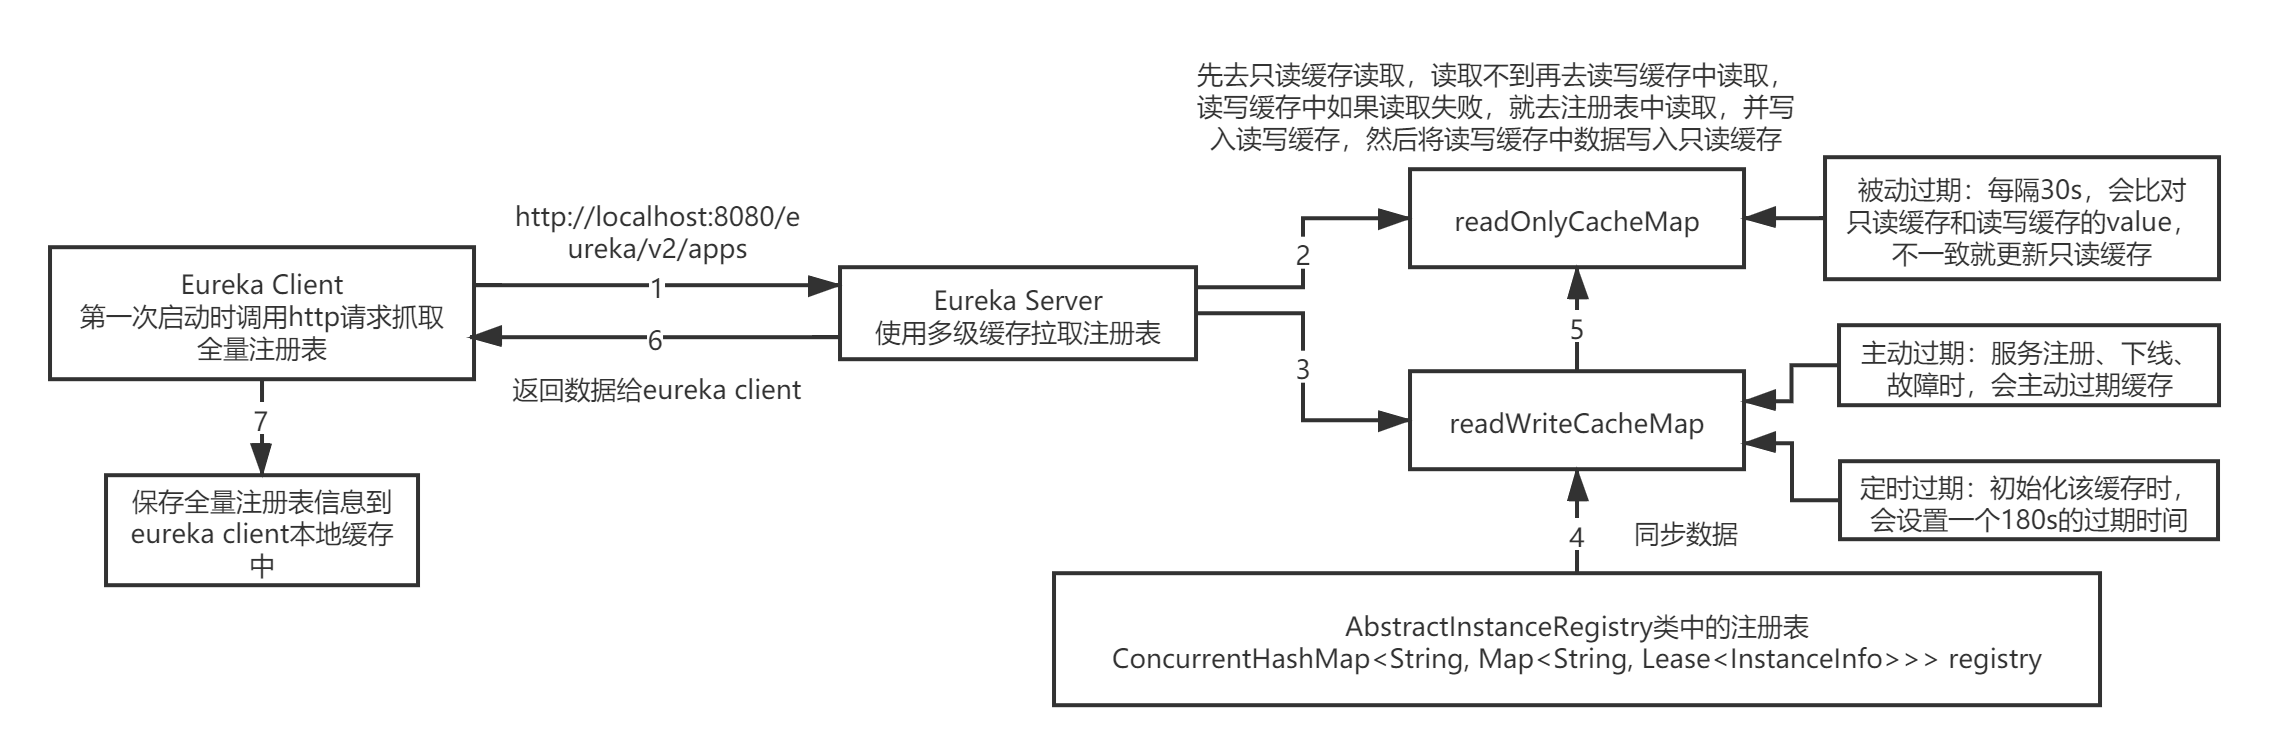 先去只读缓存读取，读取不到再去读写缓存中读取，
读写缓存中如果读取失败，就去注册表中读取，并写
入读写缓存，然后将读写缓存中数据写入只读缓存
http://localhost:8080/e
ureka/v2/apps
Eureka Client
第一次启动时调用http请求抓取
全量注册表
1
6
返回数据给eureka client
7
保存全量注册表信息到
eureka client本地缓存
中
Eureka Server
使用多级缓存拉取注册表
2
3
readOnlyCacheMap
被动过期：每隔30s，会比对
只读缓存和读写缓存的value，
不一致就更新只读缓存
5
readWriteCacheMap
主动过期：服务注册、下线、
故障时，会主动过期缓存
定时过期：初始化该缓存时，
会设置一个180s的过期时间
4
同步数据
AbstractInstanceRegistry类中的注册表
ConcurrentHashMap<String, Map<String, Lease<InstanceInfo>>> registry